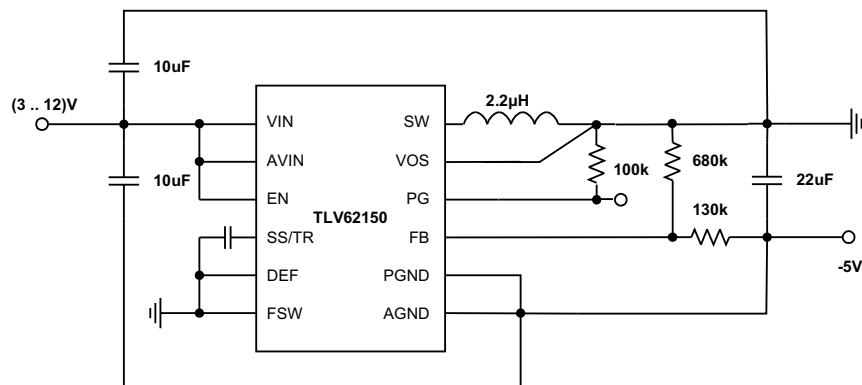 10uF
(3 .. 12)V
2.2µH
VIN
SW
AVIN
VOS
10uF
100k
680k
22uF
EN
PG
TLV62150
130k
SS/TR
FB
-5V
DEF
PGND
FSW
AGND